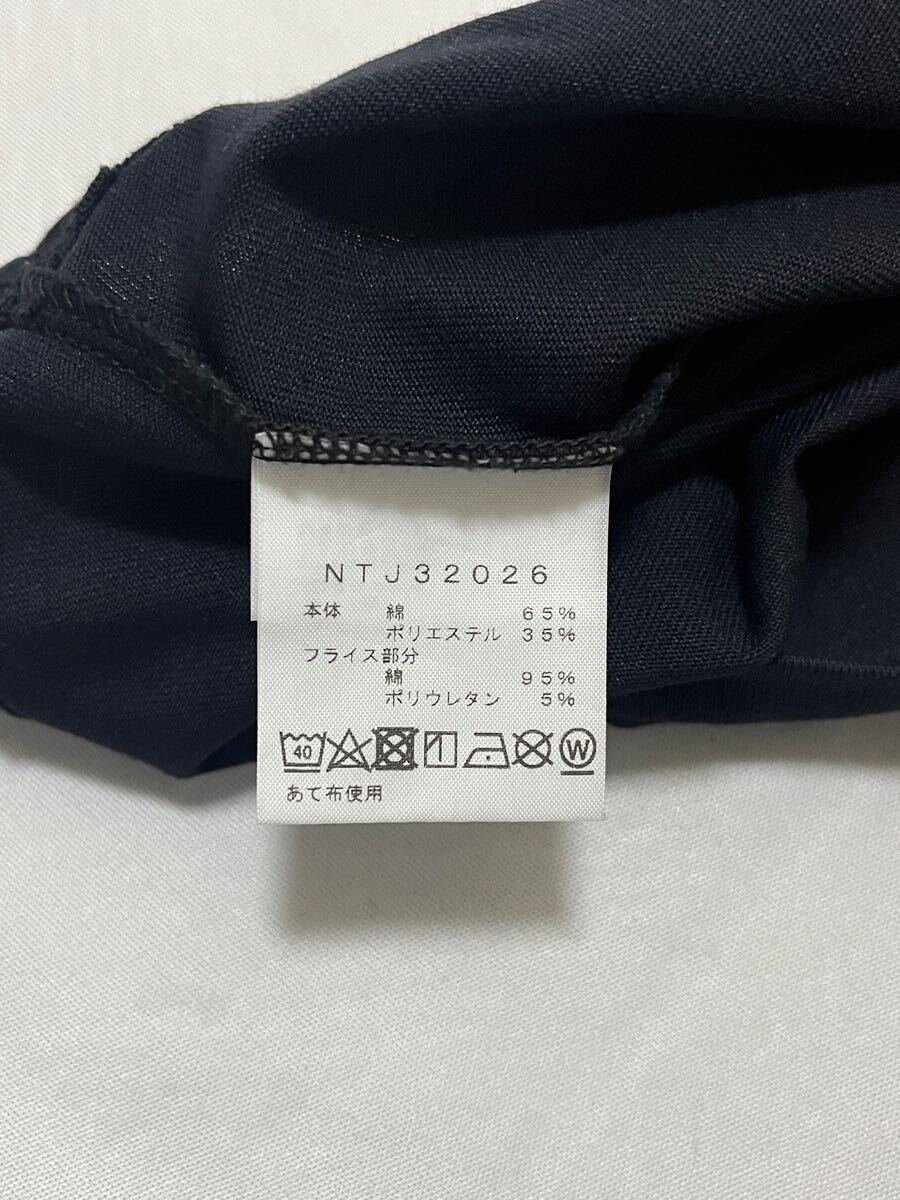 NTJ32026
本体 綿 65%
ポリエステル 35%
フライス部分
綿 95%
ポリウレタン 5%
40 W
あて布使用